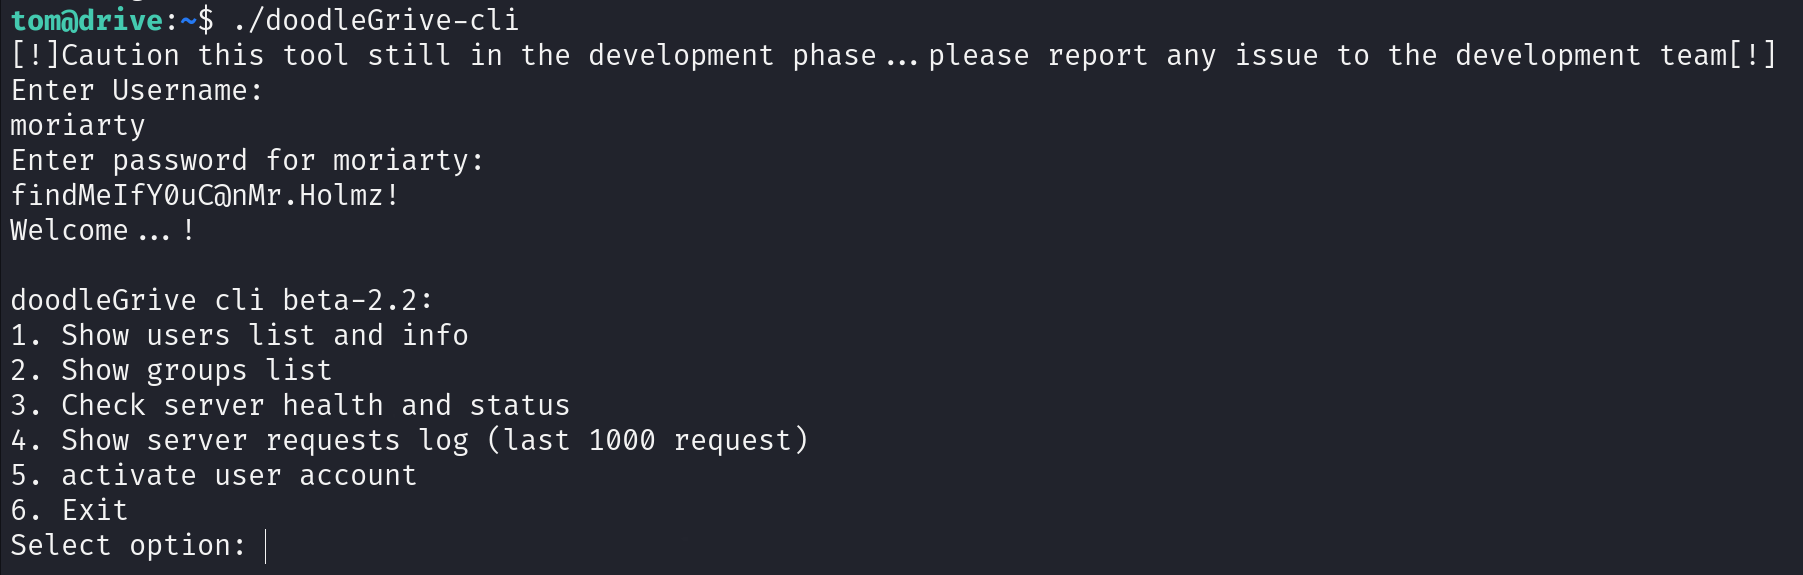 tom@drive:~$ ./doodleGrive-cli
[!]Caution this tool still in the development phase...please report any issue to the development team[!]
Enter Username:
moriarty
Enter password for moriarty:
findMeIfY0uC@nMr.Holmz!
Welcome...!
doodleGrive cli beta-2.2:
1. Show users list and info
2. Show groups list
3. Check server health and status
4. Show server requests log (last 1000 request)
5. activate user account
6. Exit
Select option: